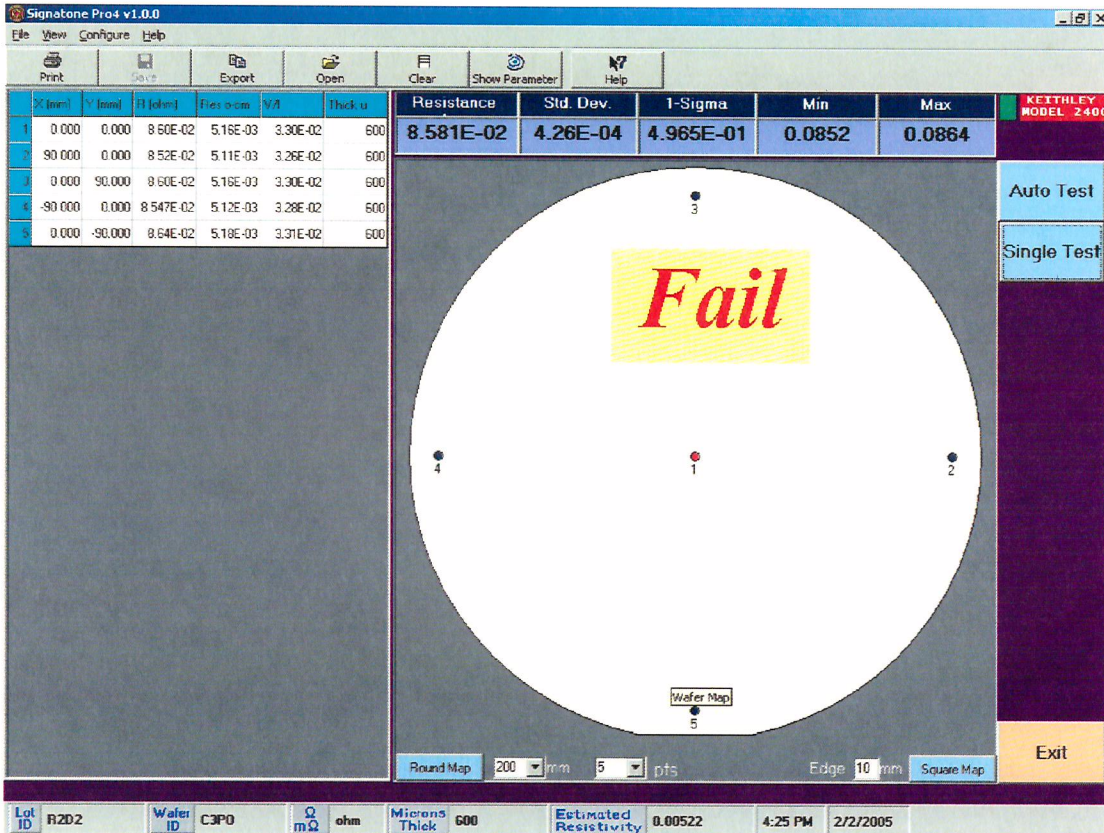 Signatone Pro4 v1.0.0
File View Configure Help
Print Save Export Open Clear Show Parameter Help
X [mm] Y [mm] R [ohm] Res o-cm V/I Thick u
1 0.000 0.000 8.60E-02 5.16E-03 3.30E-02 600
2 90.000 0.000 8.52E-02 5.11E-03 3.26E-02 600
3 0.000 90.000 8.60E-02 5.16E-03 3.30E-02 600
4 -90.000 0.000 8.547E-02 5.12E-03 3.28E-02 600
5 0.000 -90.000 8.64E-02 5.18E-03 3.31E-02 600
Resistance Std. Dev. 1-Sigma Min Max
8.581E-02 4.26E-04 4.965E-01 0.0852 0.0864
KEITHLEY
MODEL 2400
Auto Test
Single Test
3
Fail
4 1 2
Wafer Map
5
Exit
Round Map 200 mm 5 pts Edge 10 mm Square Map
Lot ID R2D2 Wafer ID C3PO Ω mΩ ohm Microns Thick 600 Estimated Resistivity 0.00522 4:25 PM 2/2/2005